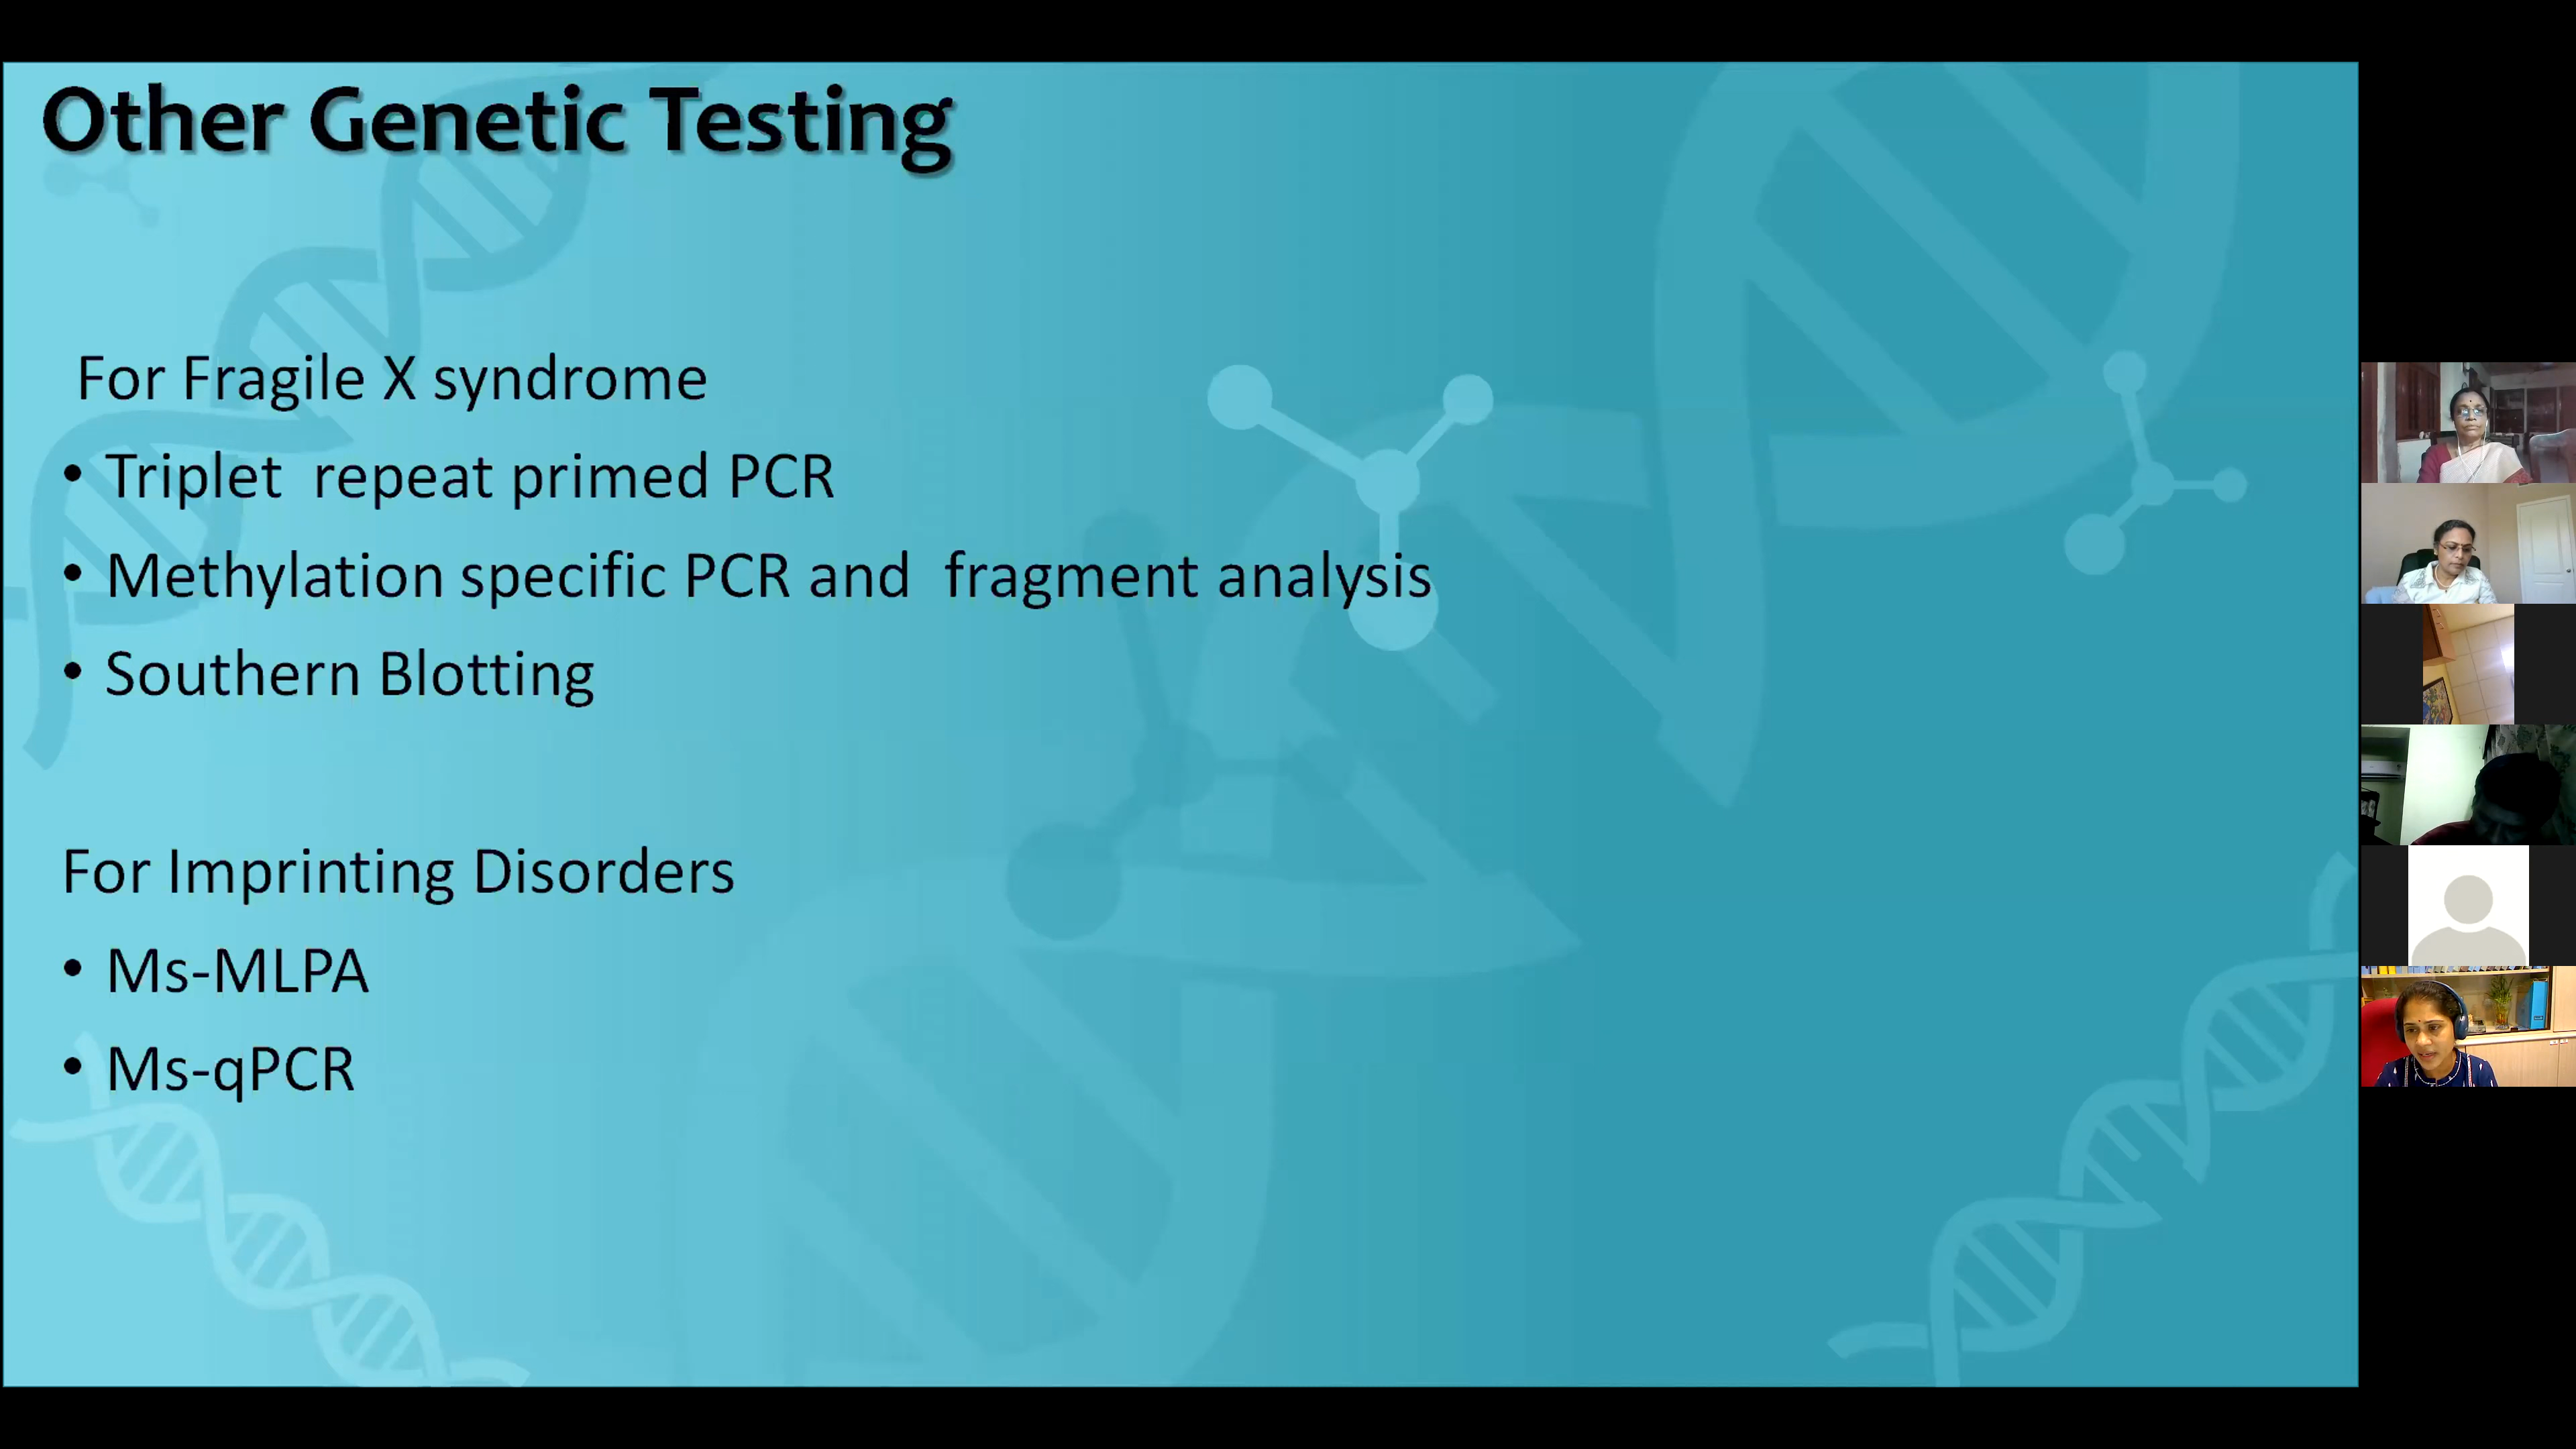 Other Genetic Testing
For Fragile X syndrome
• Triplet repeat primed PCR
• Methylation specific PCR and fragment analysis
• Southern Blotting
For Imprinting Disorders
• Ms-MLPA
• Ms-qPCR